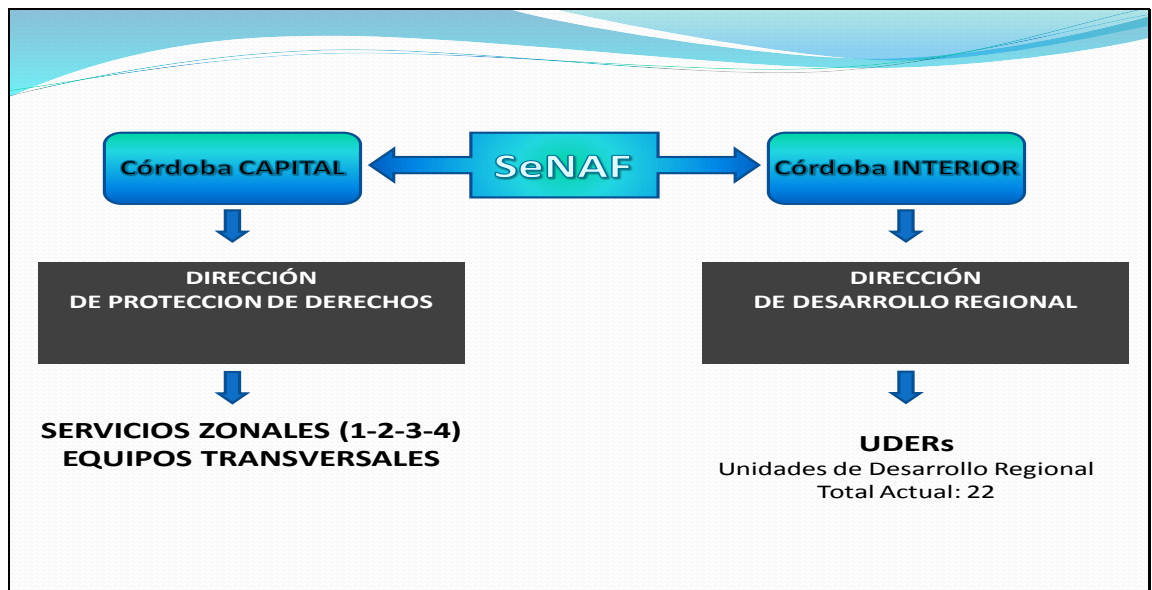 SeNAF
Córdoba CAPITAL
Córdoba INTERIOR
DIRECCIÓN
DE PROTECCION DE DERECHOS
DIRECCIÓN
DE DESARROLLO REGIONAL
SERVICIOS ZONALES (1-2-3-4)
EQUIPOS TRANSVERSALES
UDERs
Unidades de Desarrollo Regional
Total Actual: 22